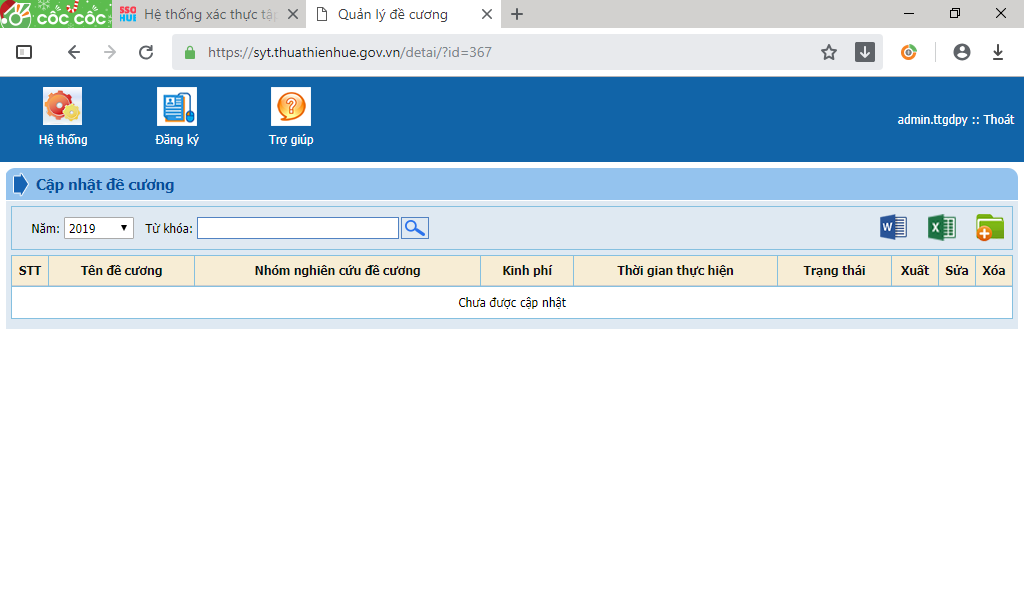 CỐC CỐC
SSO HUE
Hệ thống xác thực tập
Quản lý đề cương
https://syt.thuathienhue.gov.vn/detai/?id=367
Hệ thống
Đăng ký
Trợ giúp
admin.ttgdpy :: Thoát
Cập nhật đề cương
Năm: 2019 Từ khóa:
STT Tên đề cương Nhóm nghiên cứu đề cương Kinh phí Thời gian thực hiện Trạng thái Xuất Sửa Xóa
Chưa được cập nhật